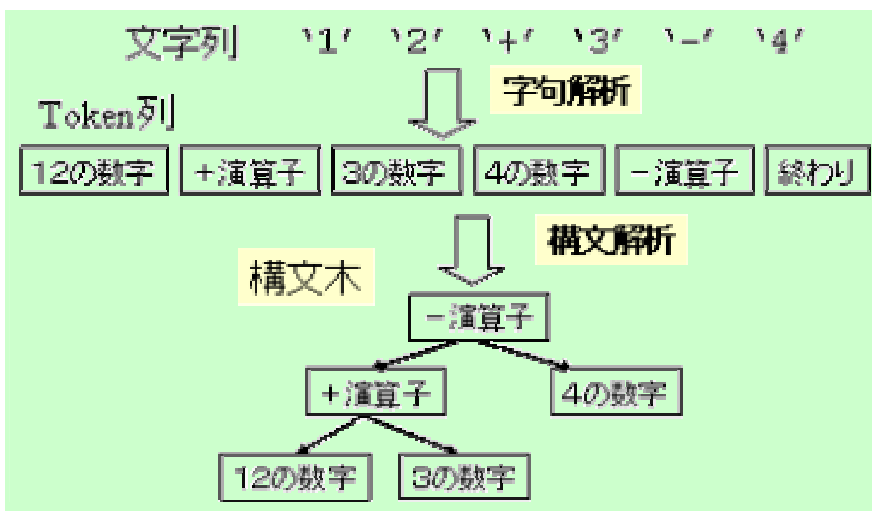 文字列 '1' '2' '+' '3' '-' '4'
字句解析
Token列
12の数字 +演算子 3の数字 4の数字 -演算子 終わり
構文解析
構文木
-演算子
+演算子 4の数字
12の数字 3の数字